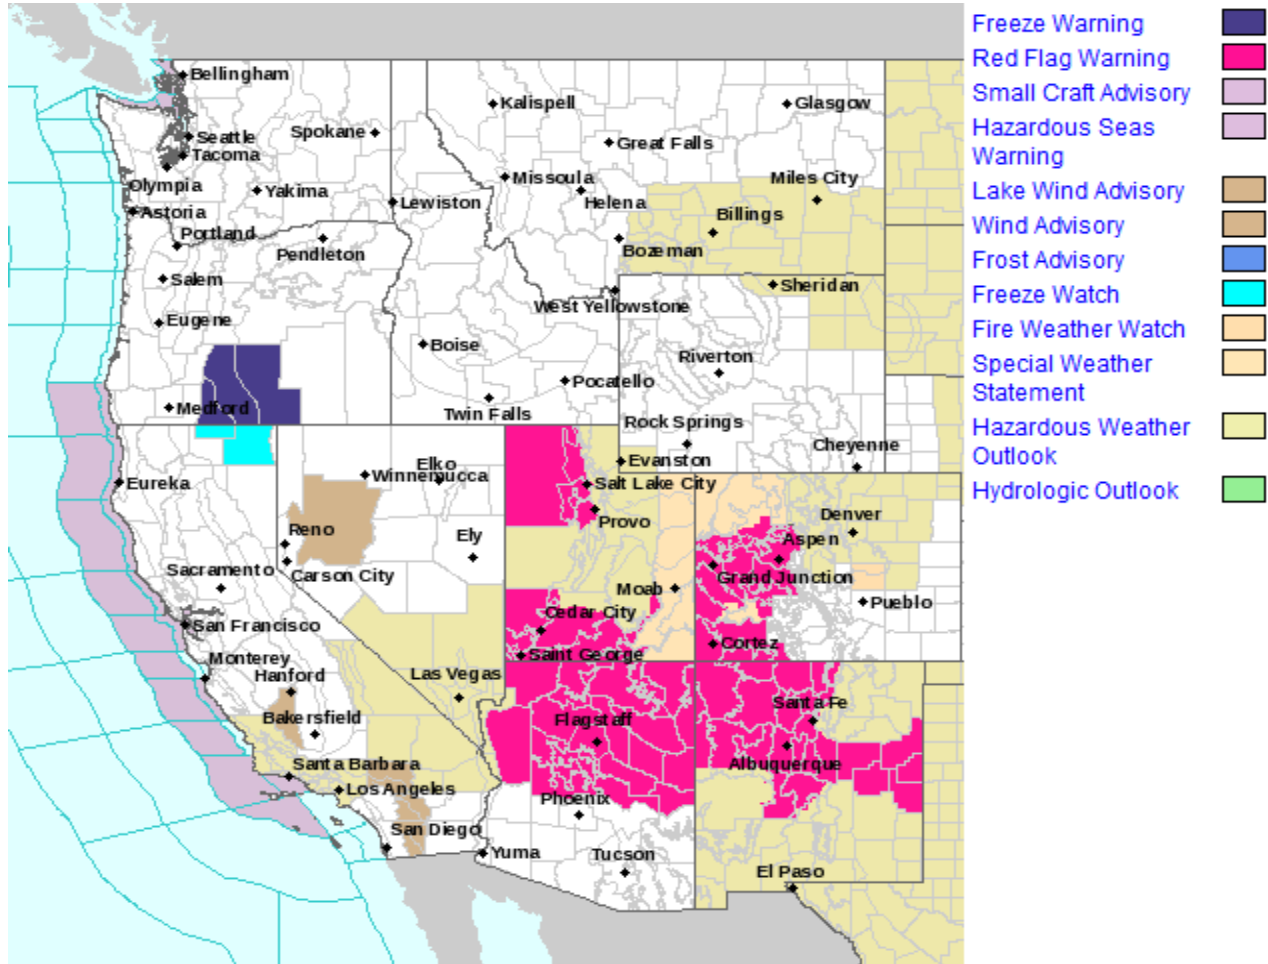 Freeze Warning
Red Flag Warning
Small Craft Advisory
Hazardous Seas
Warning
Lake Wind Advisory
Wind Advisory
Frost Advisory
Freeze Watch
Fire Weather Watch
Special Weather
Statement
Hazardous Weather
Outlook
Hydrologic Outlook
Bellingham
Kalispell
Glasgow
Seattle
Spokane
Great Falls
Tacoma
Olympia
Missoula
Miles City
Yakima
Lewiston
Helena
Astoria
Billings
Portland
Pendleton
Bozeman
Salem
Sheridan
West Yellowstone
Eugene
Boise
Riverton
Pocatello
Medford
Twin Falls
Rock Springs
Cheyenne
Elko
Evanston
Winnemucca
Eureka
Salt Lake City
Provo
Denver
Reno
Ely
Aspen
Sacramento
Carson City
Grand Junction
Moab
Pueblo
Cedar City
San Francisco
Cortez
Saint George
Monterey
Hanford
Las Vegas
Santa Fe
Bakersfield
Flagstaff
Santa Barbara
Albuquerque
Los Angeles
Phoenix
San Diego
Yuma
Tucson
El Paso